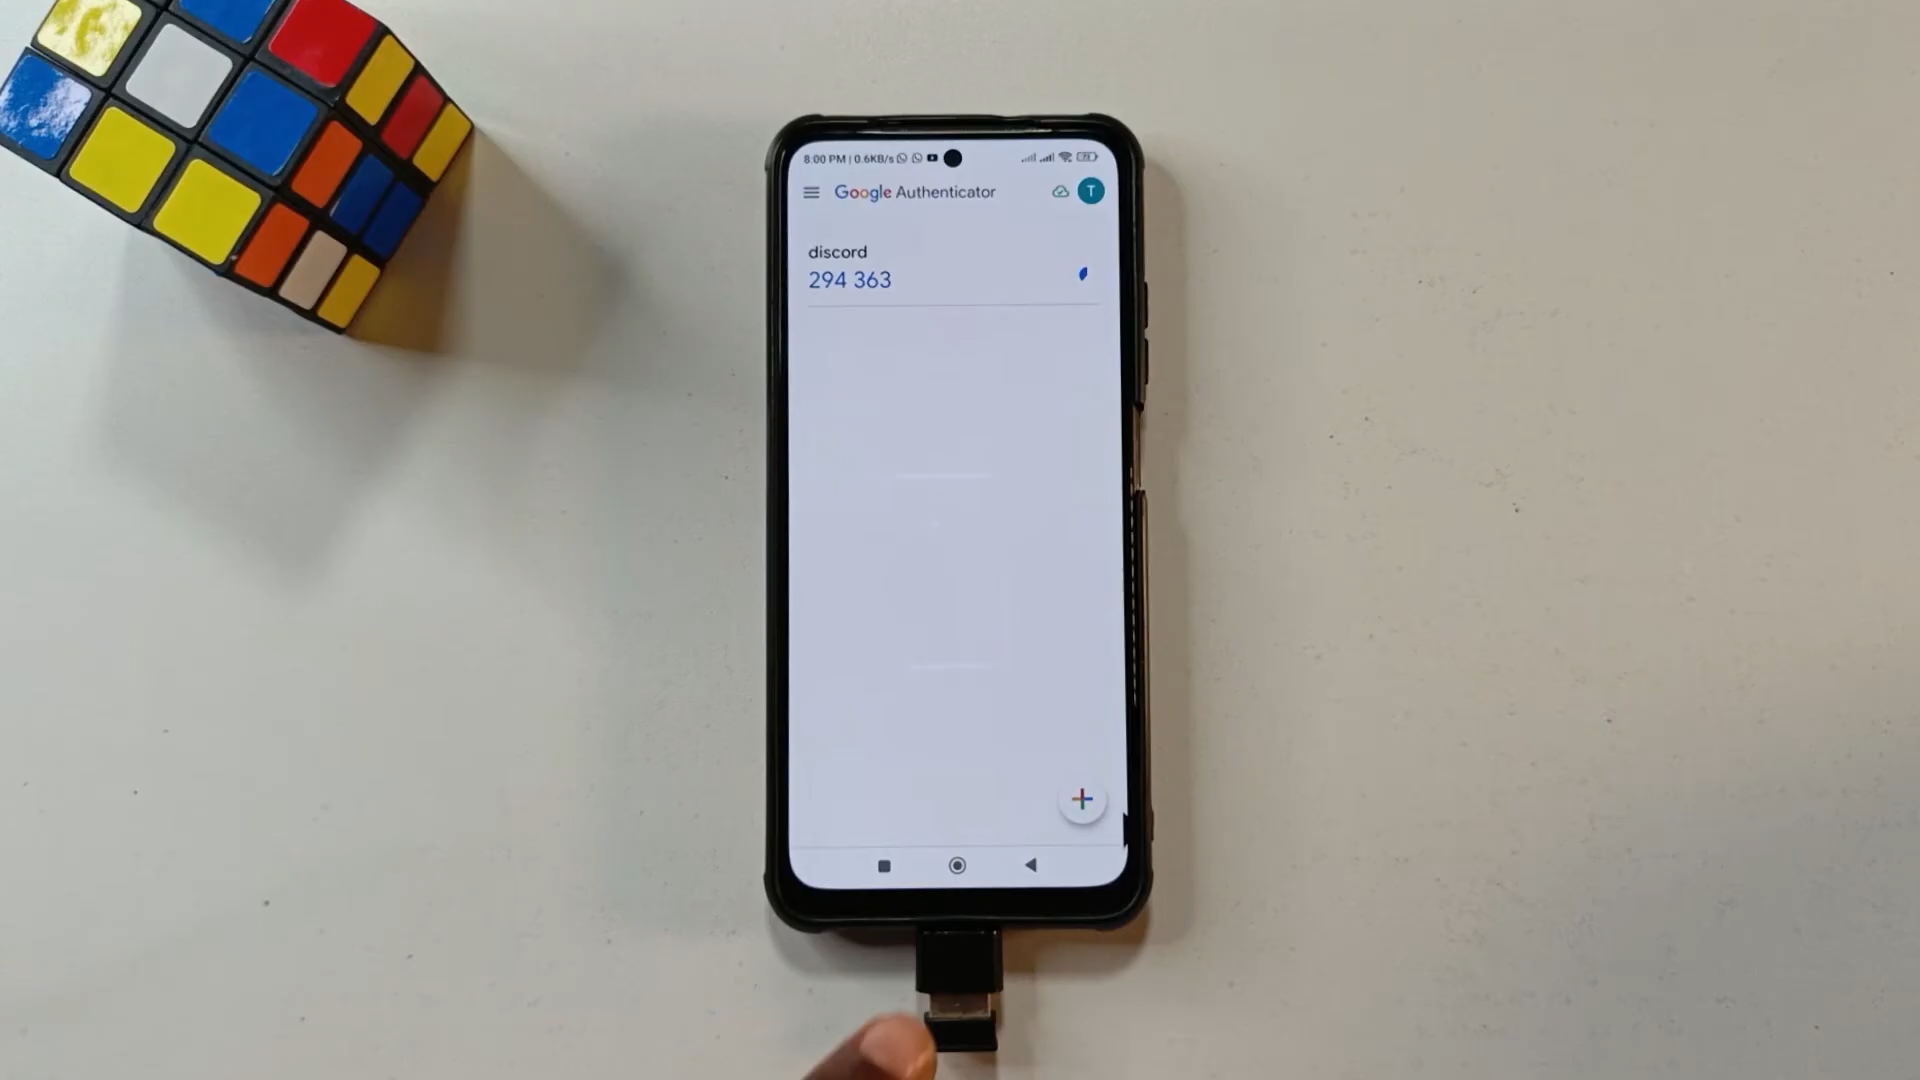 8:00 PM | 0.6KB/s
Google Authenticator
T
discord
294 363